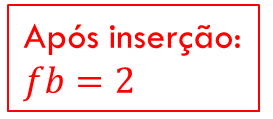 Após inserção:
fb = 2